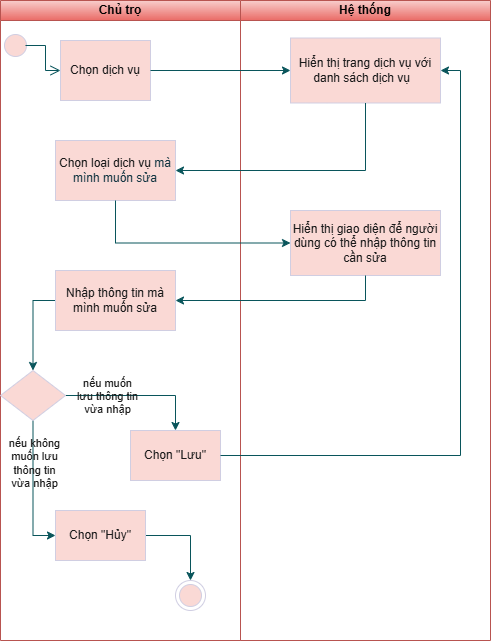 Chủ trọ
Hệ thống
Chọn dịch vụ
Hiển thị trang dịch vụ với
danh sách dịch vụ
Chọn loại dịch vụ mà
mình muốn sửa
Hiển thị giao diện để người
dùng có thể nhập thông tin
cần sửa
Nhập thông tin mà
mình muốn sửa
nếu muốn
lưu thông tin
vừa nhập
nếu không
muốn lưu
thông tin
vừa nhập
Chọn "Lưu"
Chọn "Hủy"